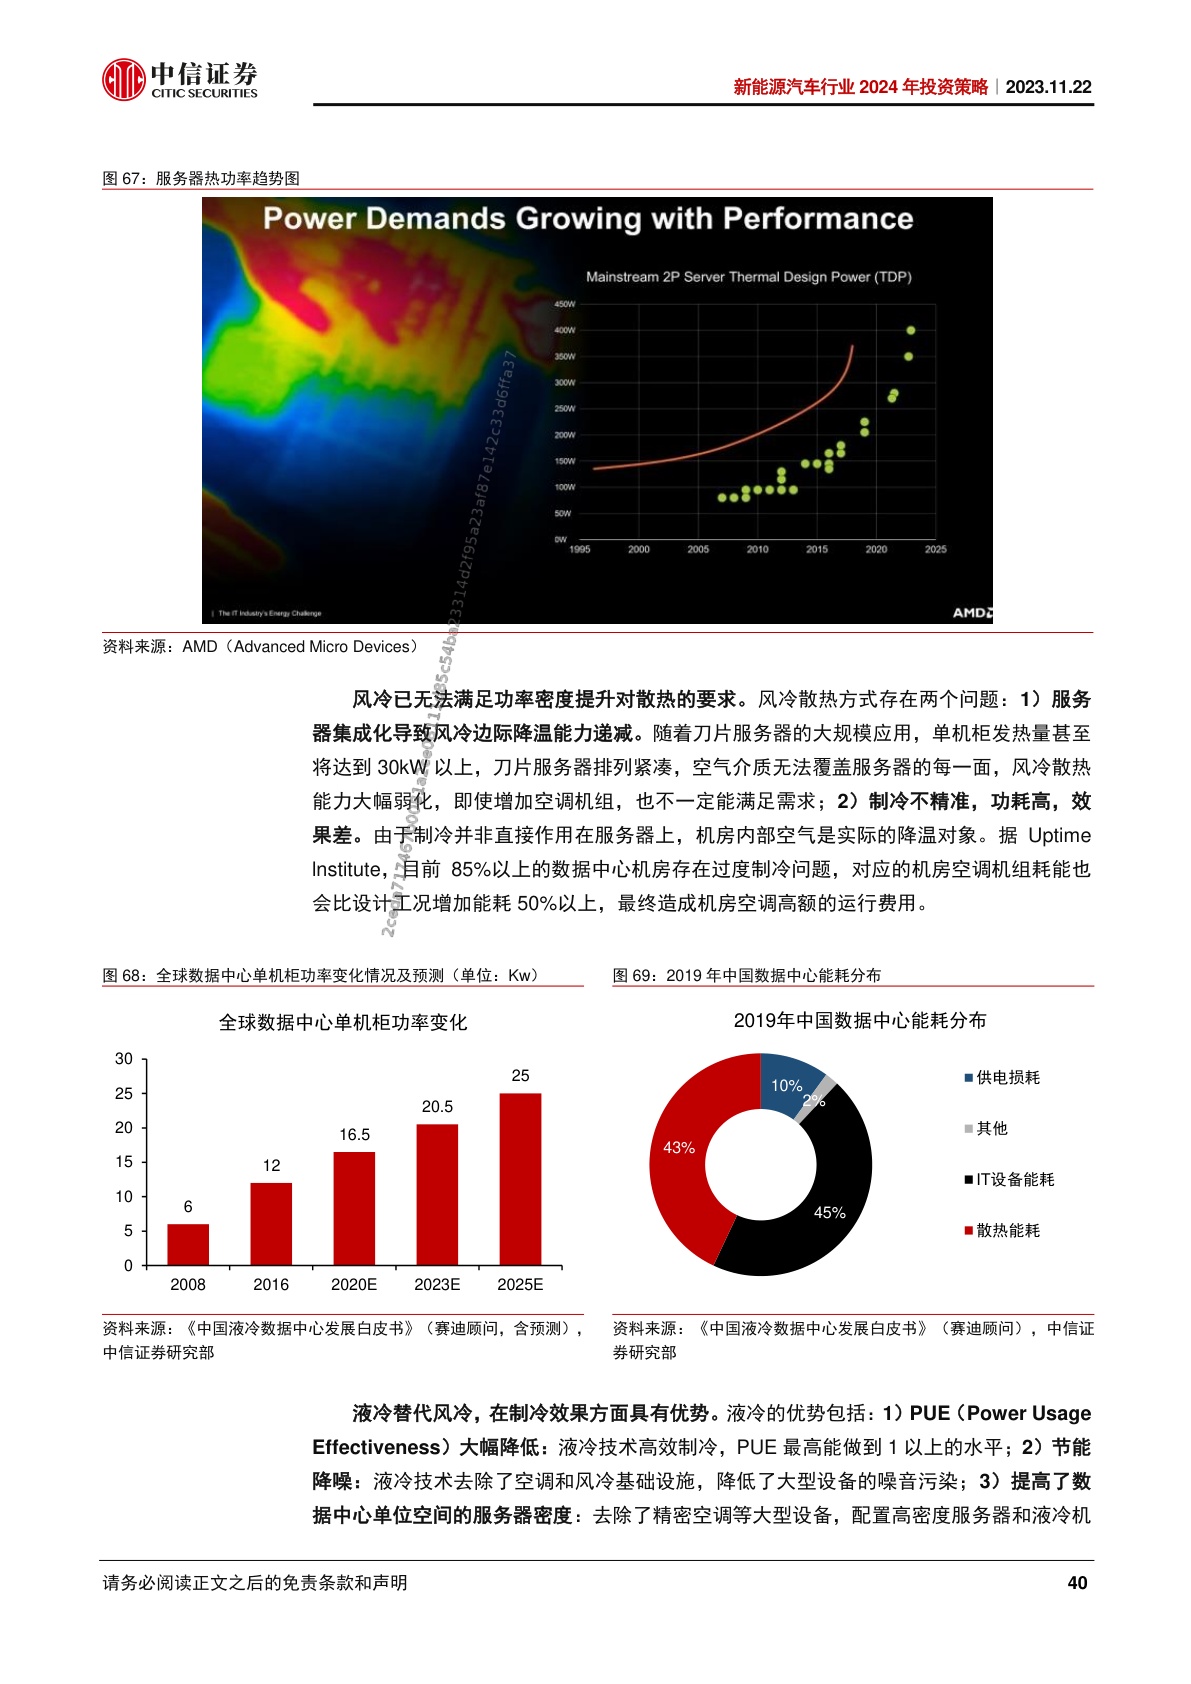 中信证券
CITIC SECURITIES
新能源汽车行业 2024 年投资策略｜2023.11.22
图 67：服务器热功率趋势图
Power Demands Growing with Performance
Mainstream 2P Server Thermal Design Power (TDP)
450W
400W
350W
300W
250W
200W
150W
100W
50W
0W
1995 2000 2005 2010 2015 2020 2025
| The IT Industry's Energy Challenge
AMD
资料来源：AMD（Advanced Micro Devices）
风冷已无法满足功率密度提升对散热的要求。风冷散热方式存在两个问题：1）服务
器集成化导致风冷边际降温能力递减。随着刀片服务器的大规模应用，单机柜发热量甚至
将达到 30kW 以上，刀片服务器排列紧凑，空气介质无法覆盖服务器的每一面，风冷散热
能力大幅弱化，即使增加空调机组，也不一定能满足需求；2）制冷不精准，功耗高，效
果差。由于制冷并非直接作用在服务器上，机房内部空气是实际的降温对象。据 Uptime
Institute，目前 85%以上的数据中心机房存在过度制冷问题，对应的机房空调机组耗能也
会比设计工况增加能耗 50%以上，最终造成机房空调高额的运行费用。
图 68：全球数据中心单机柜功率变化情况及预测（单位：Kw）
全球数据中心单机柜功率变化
30
25
20
15
10
5
0
6
12
16.5
20.5
25
2008 2016 2020E 2023E 2025E
资料来源：《中国液冷数据中心发展白皮书》（赛迪顾问，含预测），
中信证券研究部
图 69：2019 年中国数据中心能耗分布
2019年中国数据中心能耗分布
10%
2%
43%
45%
供电损耗
其他
IT设备能耗
散热能耗
资料来源：《中国液冷数据中心发展白皮书》（赛迪顾问），中信证
券研究部
液冷替代风冷，在制冷效果方面具有优势。液冷的优势包括：1）PUE（Power Usage
Effectiveness）大幅降低：液冷技术高效制冷，PUE 最高能做到 1 以上的水平；2）节能
降噪：液冷技术去除了空调和风冷基础设施，降低了大型设备的噪音污染；3）提高了数
据中心单位空间的服务器密度：去除了精密空调等大型设备，配置高密度服务器和液冷机
请务必阅读正文之后的免责条款和声明
40